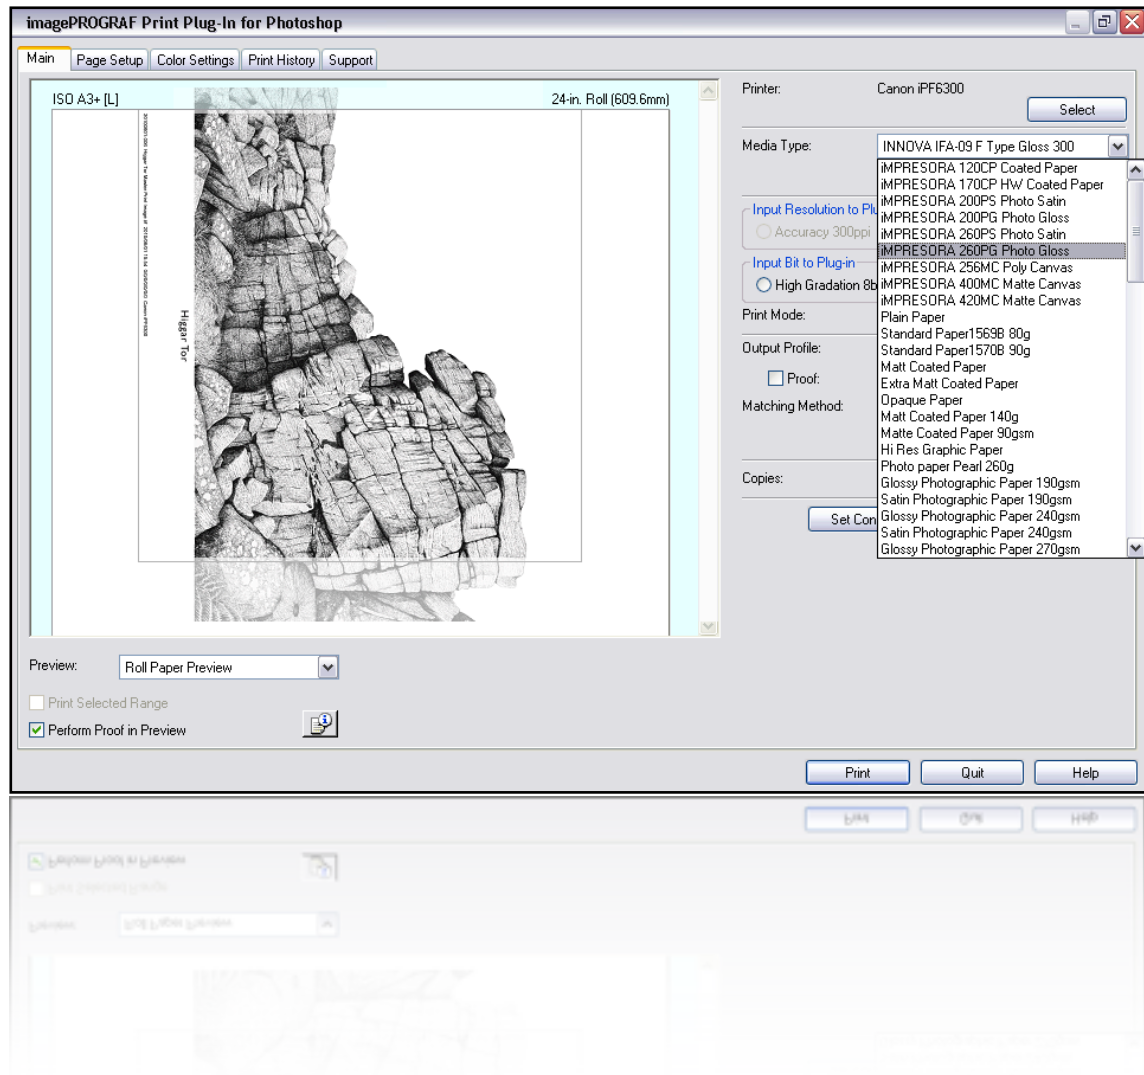 imagePROGRAF Print Plug-In for Photoshop
Main Page Setup Color Settings Print History Support
ISO A3+ [L] 24-in. Roll (609.6mm)
Higgar Tor
Printer: Canon iPF6300
Select
Media Type: INNOVA IFA-09 F Type Gloss 300
iMPRESORA 120CP Coated Paper
iMPRESORA 170CP HW Coated Paper
iMPRESORA 200PS Photo Satin
iMPRESORA 200PG Photo Gloss
iMPRESORA 260PS Photo Satin
iMPRESORA 260PG Photo Gloss
iMPRESORA 256MC Poly Canvas
iMPRESORA 400MC Matte Canvas
iMPRESORA 420MC Matte Canvas
Plain Paper
Standard Paper1569B 80g
Standard Paper1570B 90g
Matt Coated Paper
Extra Matt Coated Paper
Opaque Paper
Matt Coated Paper 140g
Matte Coated Paper 90gsm
Hi Res Graphic Paper
Photo paper Pearl 260g
Glossy Photographic Paper 190gsm
Satin Photographic Paper 190gsm
Glossy Photographic Paper 240gsm
Satin Photographic Paper 240gsm
Glossy Photographic Paper 270gsm
Input Resolution to Plu
Accuracy 300ppi
Input Bit to Plug-in
High Gradation 8b
Print Mode:
Output Profile:
Proof:
Matching Method:
Copies:
Set Con
Preview: Roll Paper Preview
Print Selected Range
Perform Proof in Preview
Print Quit Help